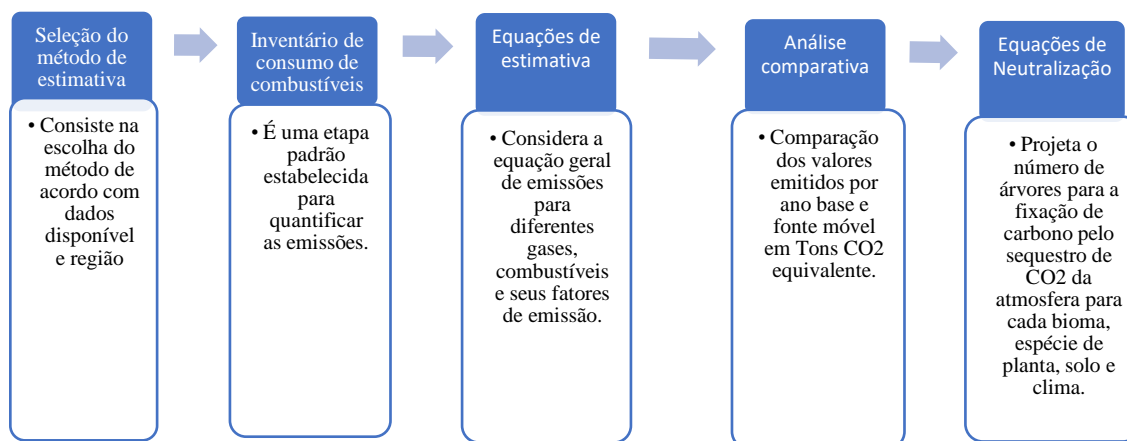 Seleção do
método de
estimativa
• Consiste na
escolha do
método de
acordo com
dados
disponível
e região
Inventário de
consumo de
combustíveis
• É uma etapa
padrão
estabelecida
para
quantificar
as emissões.
Equações de
estimativa
• Considera a
equação geral
de emissões
para
diferentes
gases,
combustíveis
e seus fatores
de emissão.
Análise
comparativa
• Comparação
dos valores
emitidos por
ano base e
fonte móvel
em Tons CO2
equivalente.
Equações de
Neutralização
• Projeta o
número de
árvores para a
fixação de
carbono pelo
sequestro de
CO2 da
atmosfera para
cada bioma,
espécie de
planta, solo e
clima.